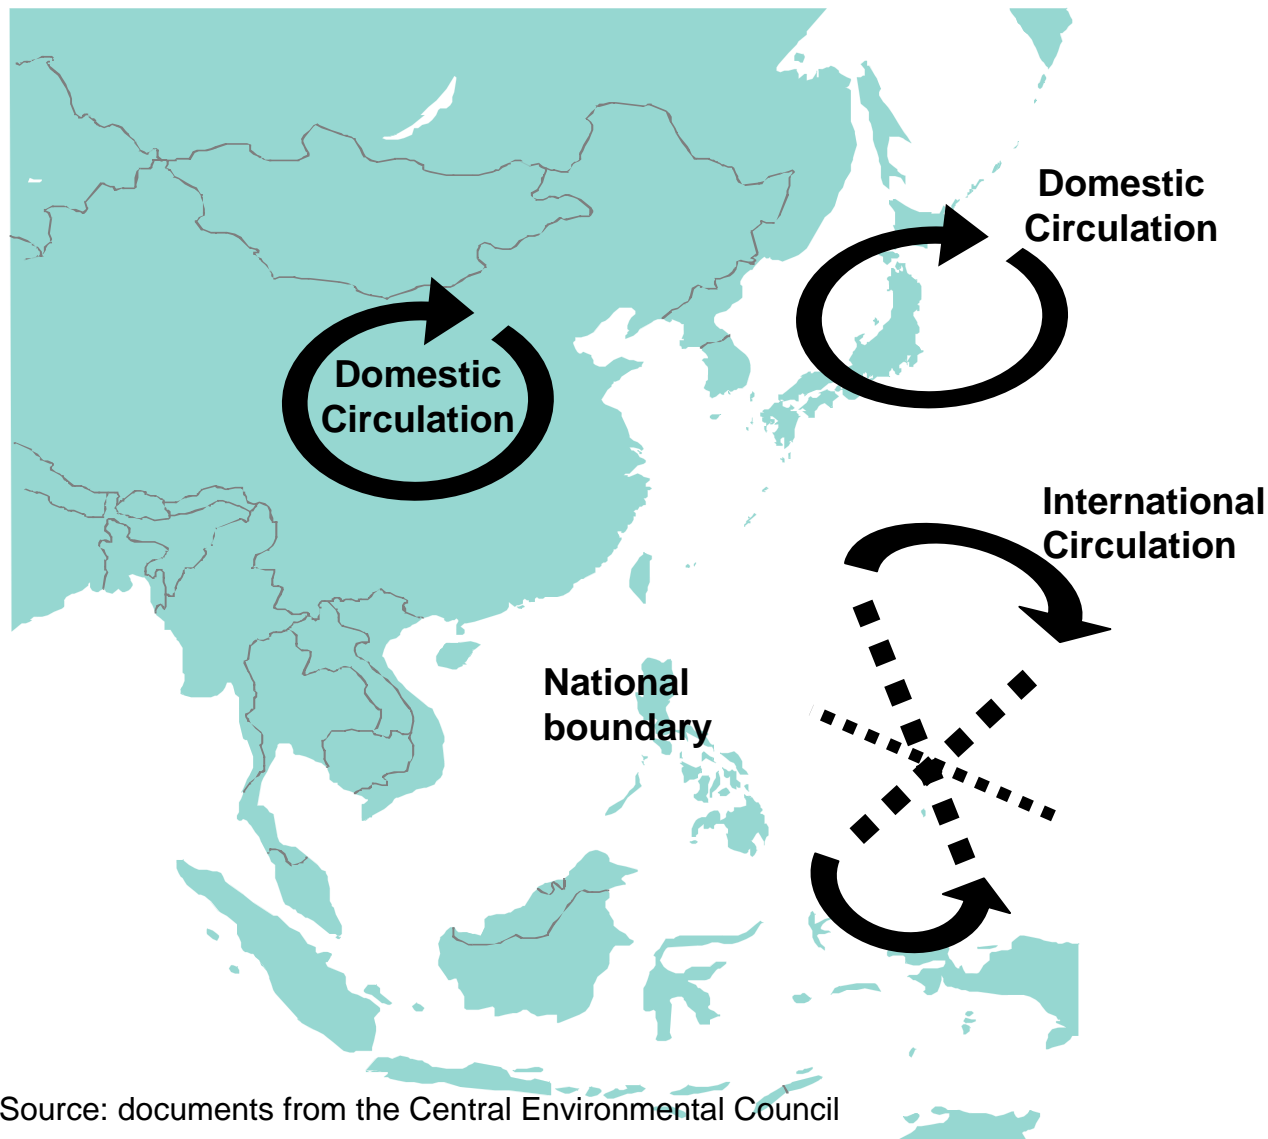 Domestic
Circulation
Domestic
Circulation
International
Circulation
National
boundary
Source: documents from the Central Environmental Council